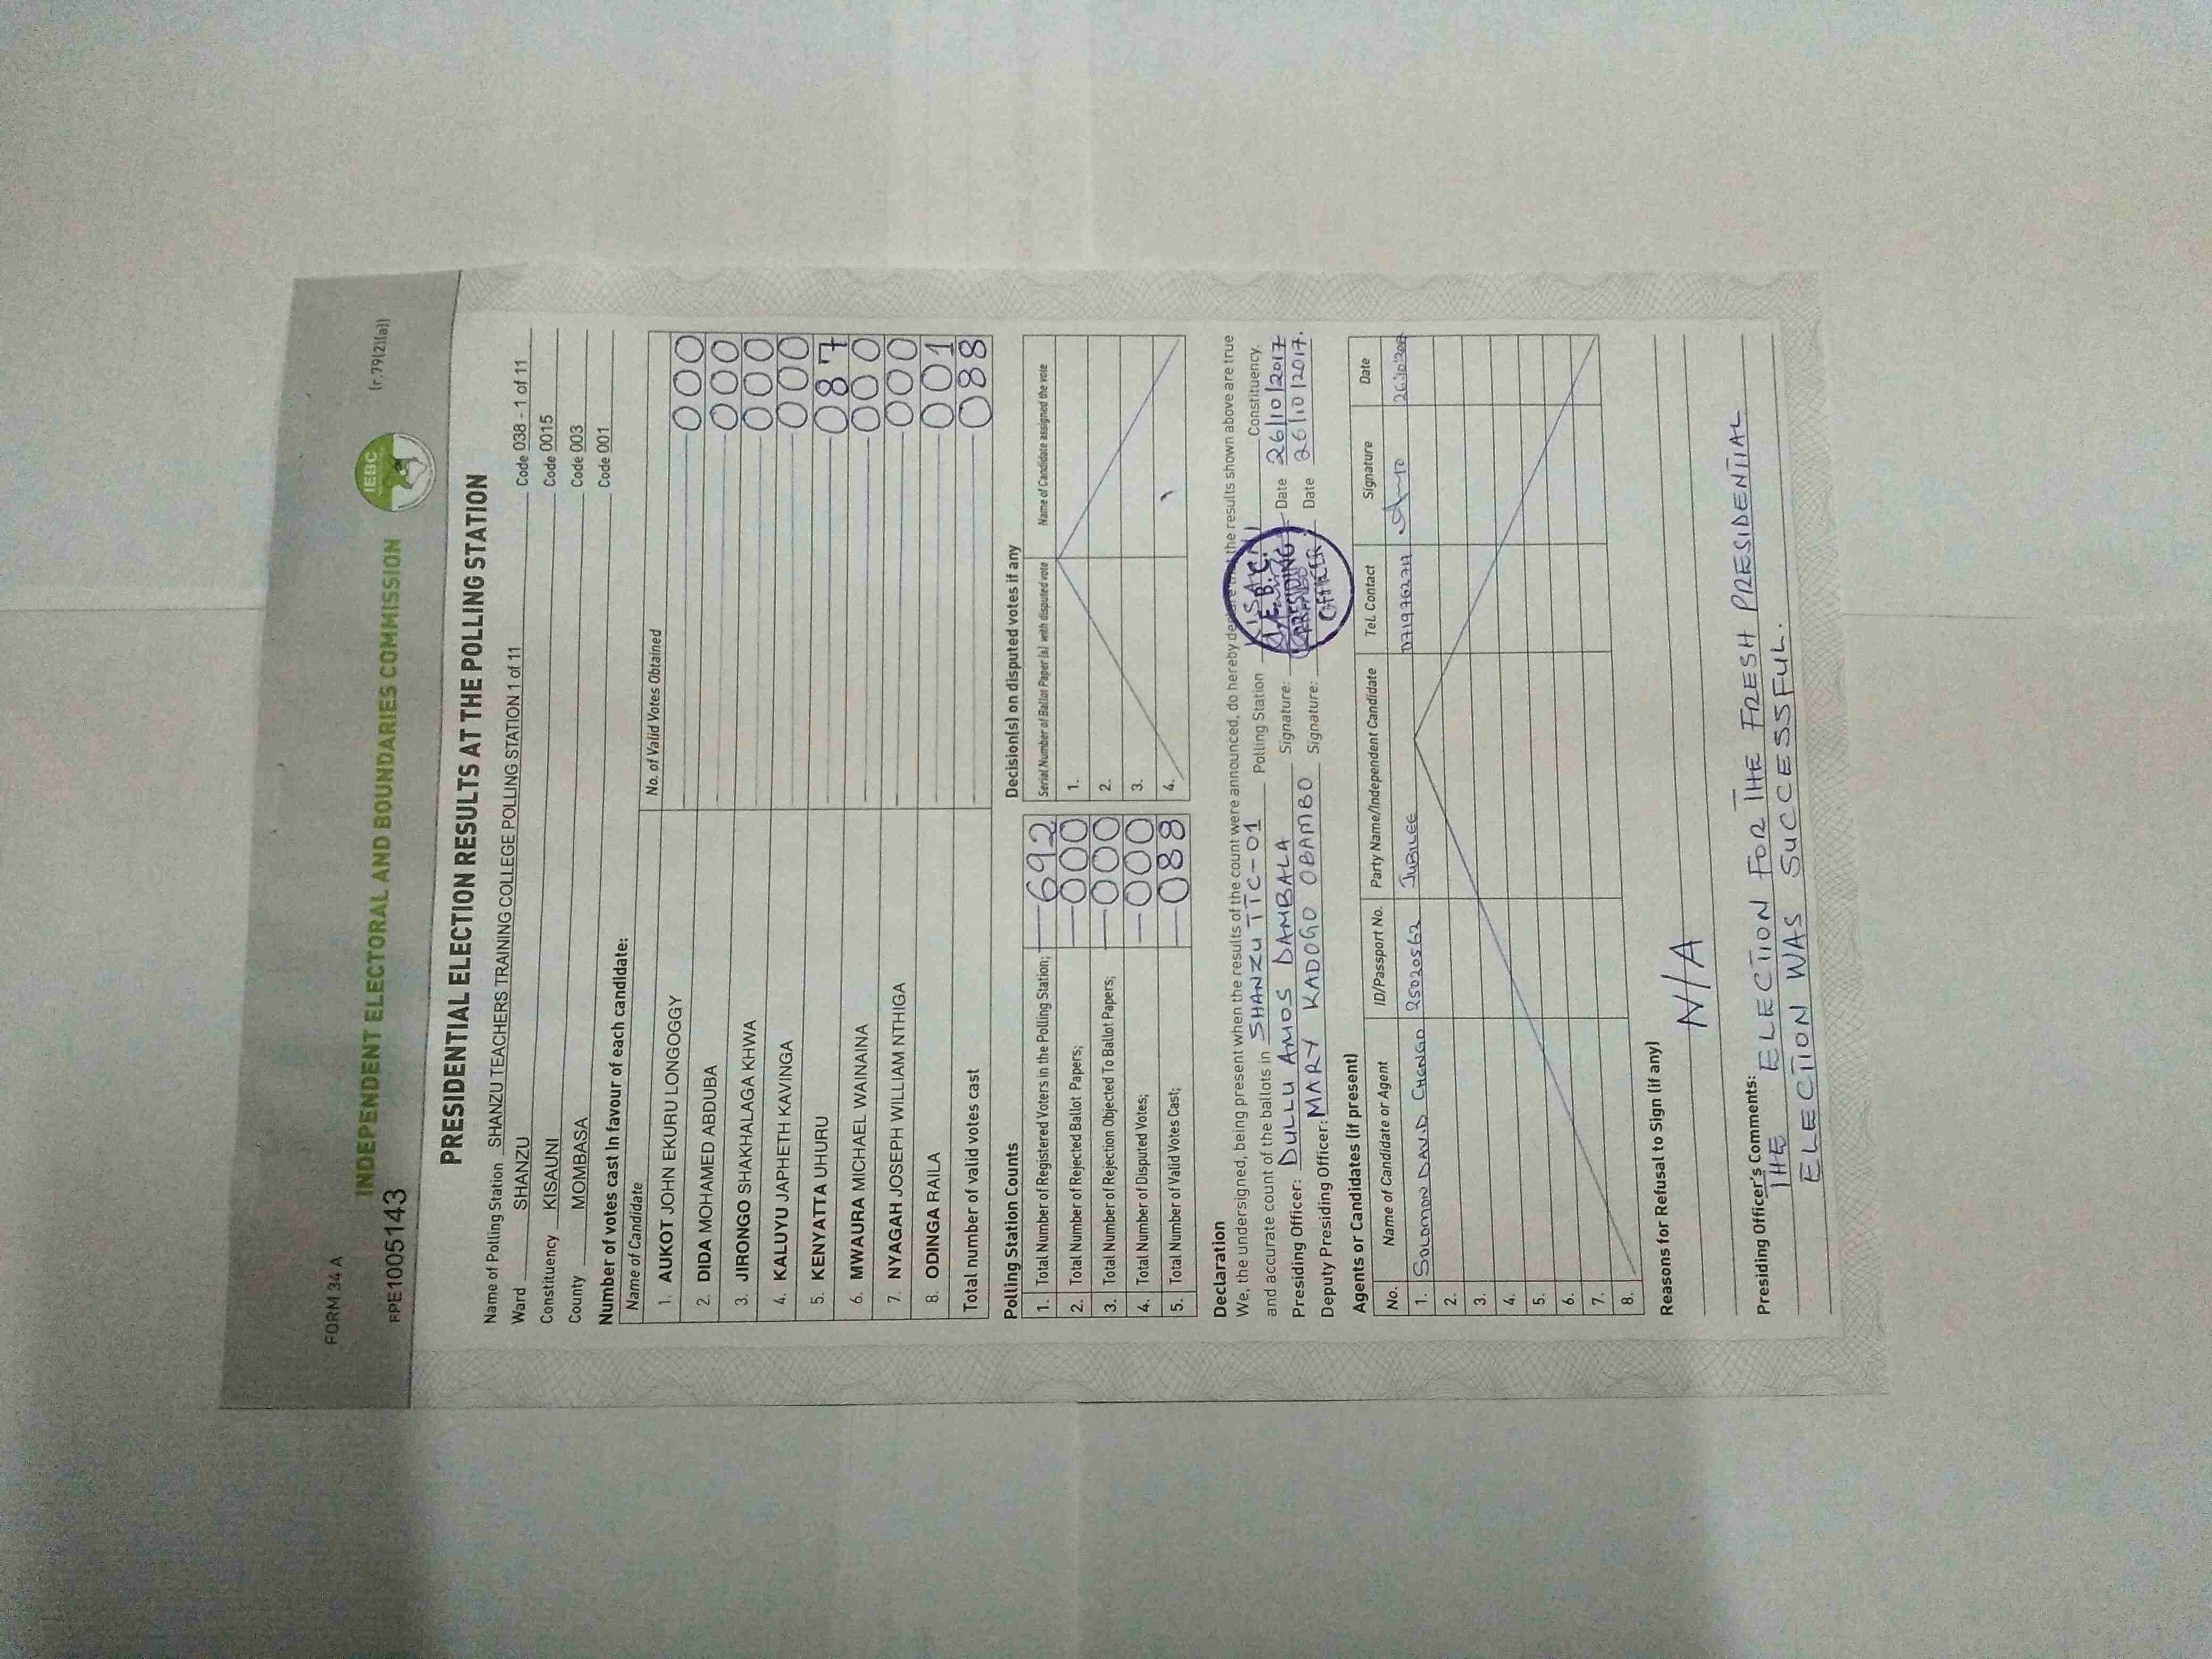 FORM 34 A
(r.79(2)(a))
INDEPENDENT ELECTORAL AND BOUNDARIES COMMISSION
IEBC
FPE1005143
PRESIDENTIAL ELECTION RESULTS AT THE POLLING STATION
Name of Polling Station SHANZU TEACHERS TRAINING COLLEGE POLLING STATION 1 of 11 Code 038 - 1 of 11
Ward SHANZU Code 0015
Constituency KISAUNI Code 003
County MOMBASA Code 001
Number of votes cast in favour of each candidate:
Name of Candidate No. of Valid Votes Obtained
1. AUKOT JOHN EKURU LONGOGGY 000
2. DIDA MOHAMED ABDUBA 000
3. JIRONGO SHAKHALAGA KHWA 000
4. KALUYU JAPHETH KAVINGA 000
5. KENYATTA UHURU 087
6. MWAURA MICHAEL WAINAINA 000
7. NYAGAH JOSEPH WILLIAM NTHIGA 000
8. ODINGA RAILA 001
Total number of valid votes cast 088
Polling Station Counts
1. Total Number of Registered Voters in the Polling Station; 692
2. Total Number of Rejected Ballot Papers; 000
3. Total Number of Rejection Objected To Ballot Papers; 000
4. Total Number of Disputed Votes; 000
5. Total Number of Valid Votes Cast; 088
Decision(s) on disputed votes if any
Serial Number of Ballot Paper (s) with disputed vote Name of Candidate assigned the vote
1.
2.
3.
4.
Declaration
We, the undersigned, being present when the results of the count were announced, do hereby declare that the results shown above are true
and accurate count of the ballots in SHANZU TTC-01 Polling Station KISAUNI Constituency.
Presiding Officer: DULLU AMOS DAMBALA Signature: Date 26/10/2017
Deputy Presiding Officer: MARY KADOGO OBAMBO Signature: Date 26/10/2017.
I.E.B.C.
PRESIDING
OFFICER
Agents or Candidates (if present)
No. Name of Candidate or Agent ID/Passport No. Party Name/Independent Candidate Tel. Contact Signature Date
1. SOLOMON DAVID CHENGO 25020562 JUBILEE 26/10/2017
2.
3.
4.
5.
6.
7.
8.
Reasons for Refusal to Sign (if any)
N/A
Presiding Officer's Comments:
THE ELECTION FOR THE FRESH PRESIDENTIAL
ELECTION WAS SUCCESSFUL.